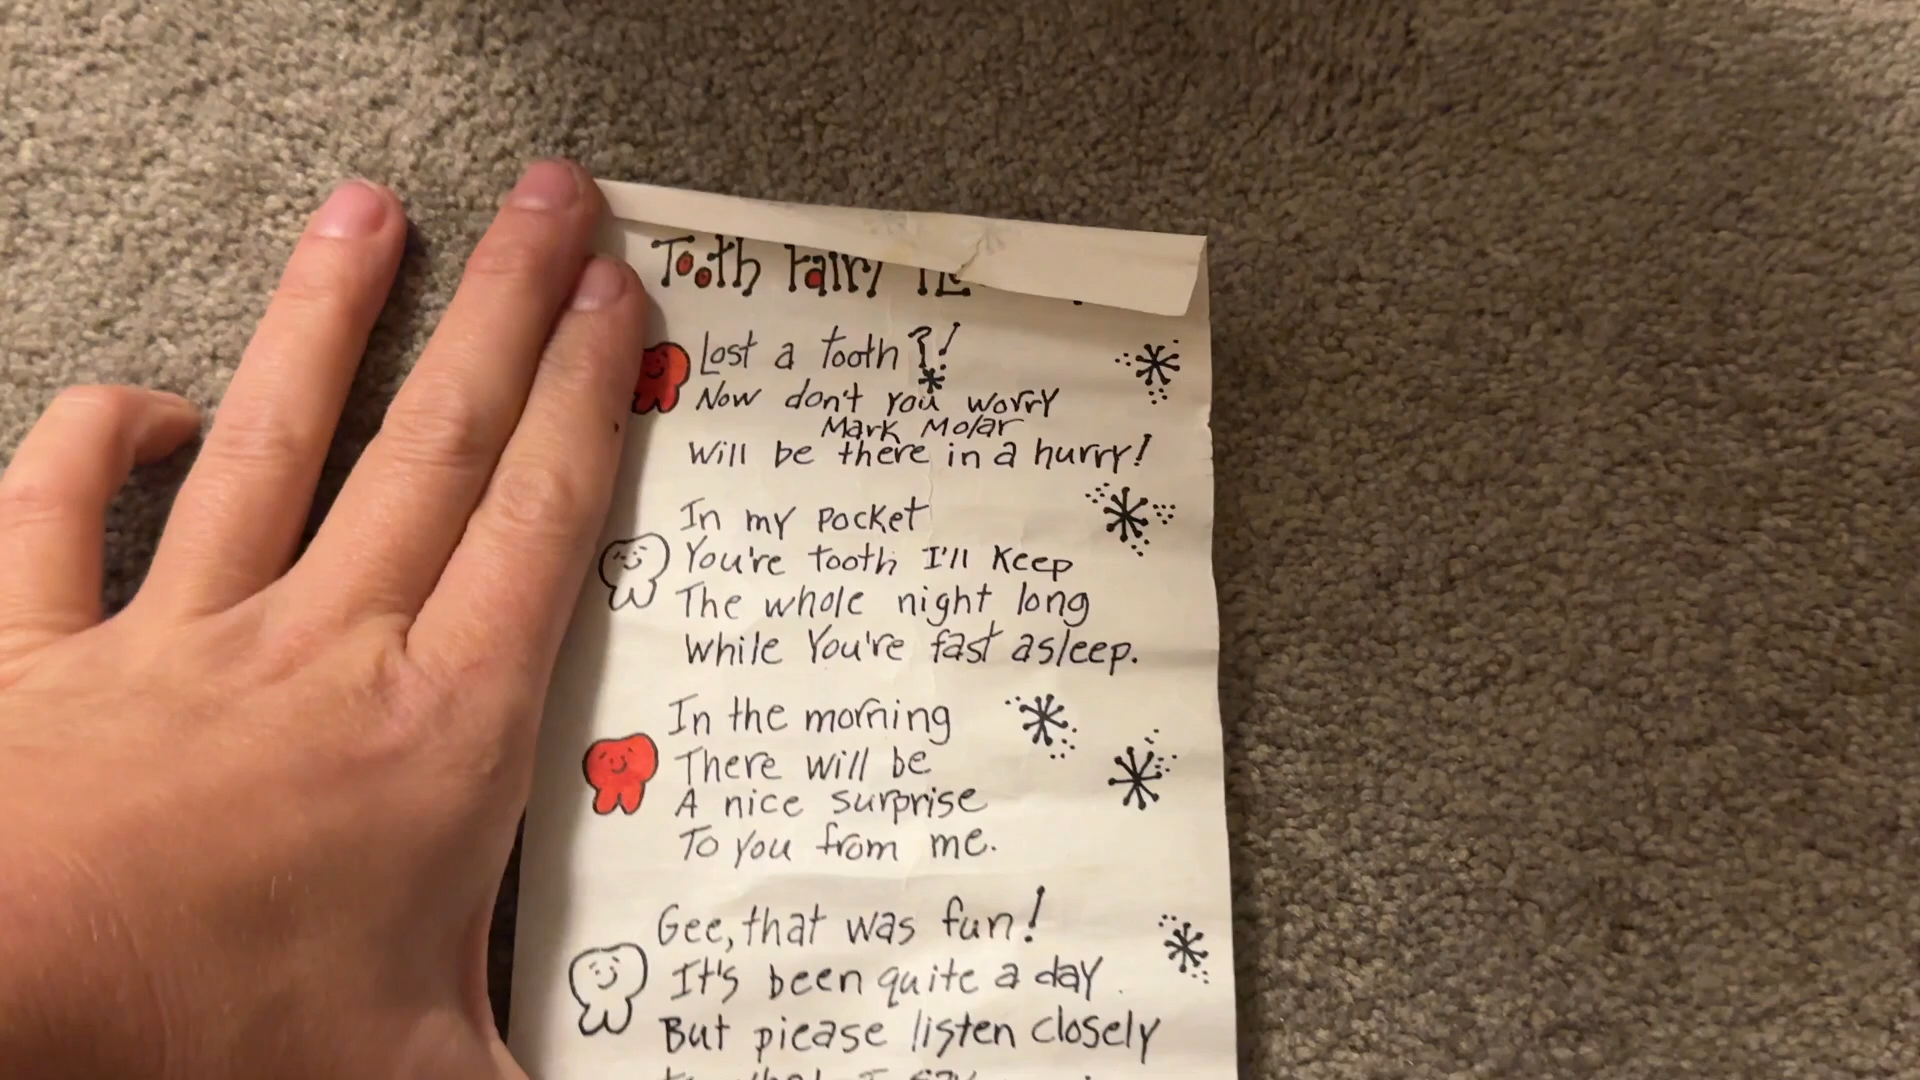 Tooth Fairy
Lost a tooth?!
Now don't you worry
Mark Molar
Will be there in a hurry!
In my pocket
You're tooth I'll keep
The whole night long
While You're fast asleep.
In the morning
There will be
A nice surprise
To you from me.
Gee, that was fun!
It's been quite a day
But please listen closely